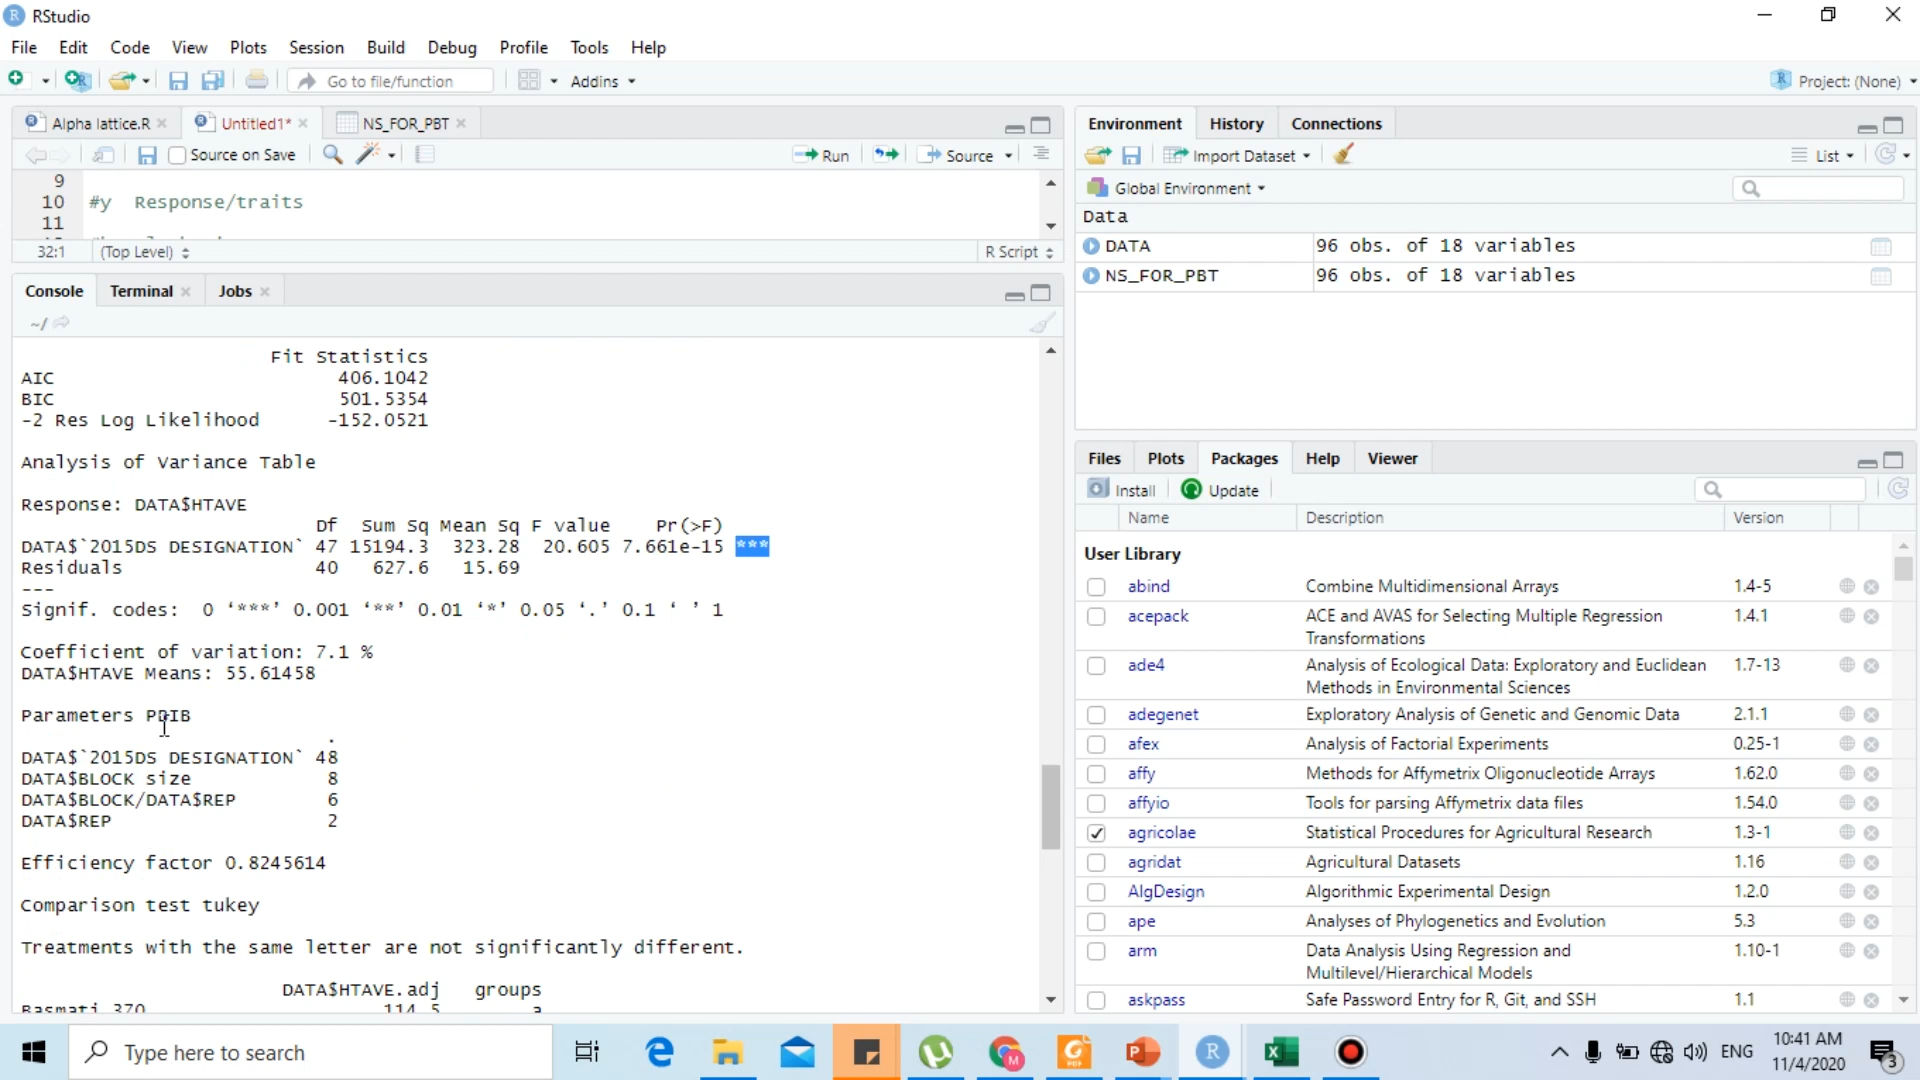 RStudio
File Edit Code View Plots Session Build Debug Profile Tools Help
Go to file/function Addins Project: (None)
Alpha lattice.R Untitled1* NS_FOR_PBT
Source on Save Run Source
9
10 #y Response/traits
11
32:1 (Top Level) R Script
Console Terminal Jobs
~/
Fit Statistics
AIC 406.1042
BIC 501.5354
-2 Res Log Likelihood -152.0521
Analysis of Variance Table
Response: DATA$HTAVE
Df Sum Sq Mean Sq F value Pr(>F)
DATA$`2015DS DESIGNATION` 47 15194.3 323.28 20.605 7.661e-15 ***
Residuals 40 627.6 15.69
---
Signif. codes: 0 ‘***’ 0.001 ‘**’ 0.01 ‘*’ 0.05 ‘.’ 0.1 ‘ ’ 1
Coefficient of variation: 7.1 %
DATA$HTAVE Means: 55.61458
Parameters PBIB
.
DATA$`2015DS DESIGNATION` 48
DATA$BLOCK size 8
DATA$BLOCK/DATA$REP 6
DATA$REP 2
Efficiency factor 0.8245614
Comparison test tukey
Treatments with the same letter are not significantly different.
DATA$HTAVE.adj groups
Basmati 370 114.5 a
Environment History Connections
Import Dataset List
Global Environment
Data
DATA 96 obs. of 18 variables
NS_FOR_PBT 96 obs. of 18 variables
Files Plots Packages Help Viewer
Install Update
Name Description Version
User Library
abind Combine Multidimensional Arrays 1.4-5
acepack ACE and AVAS for Selecting Multiple Regression 1.4.1
Transformations
ade4 Analysis of Ecological Data: Exploratory and Euclidean 1.7-13
Methods in Environmental Sciences
adegenet Exploratory Analysis of Genetic and Genomic Data 2.1.1
afex Analysis of Factorial Experiments 0.25-1
affy Methods for Affymetrix Oligonucleotide Arrays 1.62.0
affyio Tools for parsing Affymetrix data files 1.54.0
agricolae Statistical Procedures for Agricultural Research 1.3-1
agridat Agricultural Datasets 1.16
AlgDesign Algorithmic Experimental Design 1.2.0
ape Analyses of Phylogenetics and Evolution 5.3
arm Data Analysis Using Regression and 1.10-1
Multilevel/Hierarchical Models
askpass Safe Password Entry for R, Git, and SSH 1.1
Type here to search
ENG 10:41 AM
11/4/2020 3